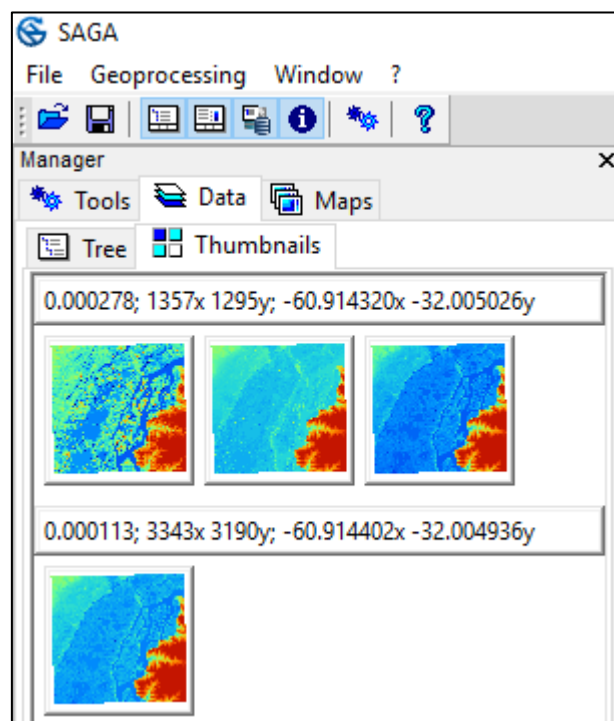 SAGA
File Geoprocessing Window ?
Manager
Tools Data Maps
Tree Thumbnails
0.000278; 1357x 1295y; -60.914320x -32.005026y
0.000113; 3343x 3190y; -60.914402x -32.004936y